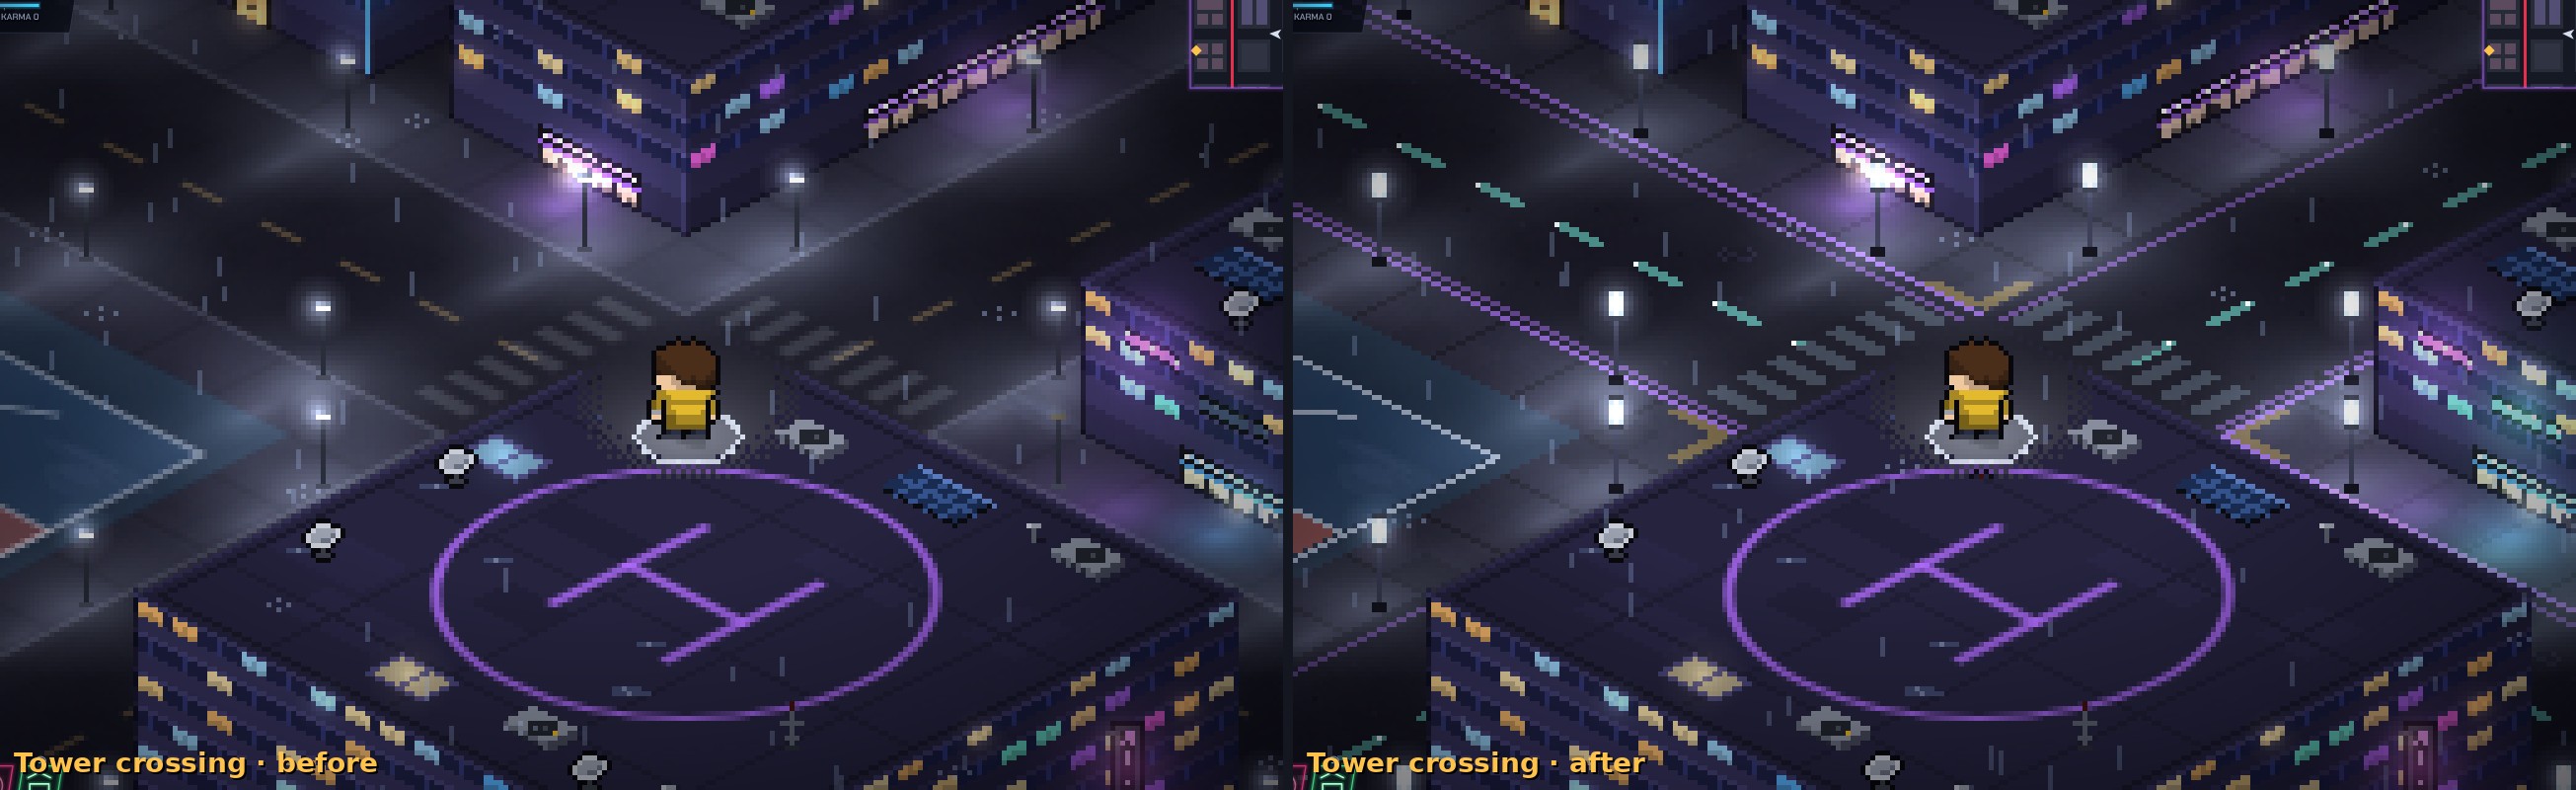 KARMA 0
KARMA 0
H
H
Tower crossing · before
Tower crossing · after